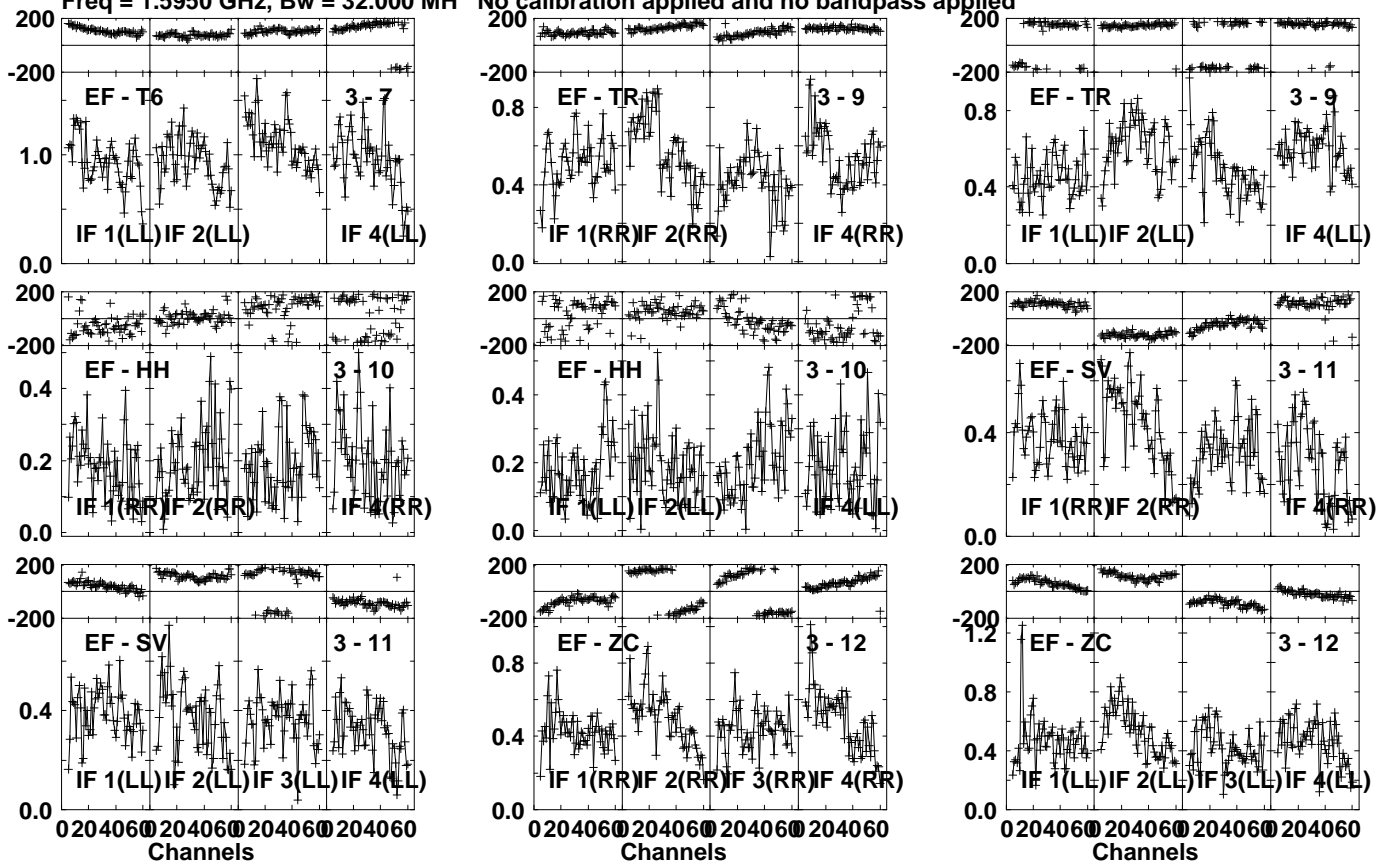 Freq = 1.5950 GHz, Bw = 32.000 MH No calibration applied and no bandpass applied
200 200 200
-200 -200 -200
EF - T6 3 - 7 EF - TR 3 - 9 EF - TR 3 - 9
0.8 0.8
1.0
0.4 0.4
IF 1(LL) IF 2(LL) IF 4(LL) IF 1(RR) IF 2(RR) IF 4(RR) IF 1(LL) IF 2(LL) IF 4(LL)
0.0 0.0 0.0
200 200 200
-200 -200 -200
EF - HH 3 - 10 EF - HH 3 - 10 EF - SV 3 - 11
0.4 0.4
0.4
0.2 0.2
IF 1(RR) IF 2(RR) IF 4(RR) IF 1(LL) IF 2(LL) IF 4(LL) IF 1(RR) IF 2(RR) IF 4(RR)
0.0 0.0 0.0
200 200 200
-200 -200 -200
1.2
EF - SV 3 - 11 EF - ZC 3 - 12 EF - ZC 3 - 12
0.8 0.8
0.4 0.4 0.4
IF 1(LL) IF 2(LL) IF 3(LL) IF 4(LL) IF 1(RR) IF 2(RR) IF 3(RR) IF 4(RR) IF 1(LL) IF 2(LL) IF 3(LL) IF 4(LL)
0.0 0.0 0.0
0 20 40 60 0 20 40 60 0 20 40 60 0 20 40 60 0 20 40 60 0 20 40 60 0 20 40 60 0 20 40 60 0 20 40 60 0 20 40 60 0 20 40 60 0 20 40 60
Channels Channels Channels